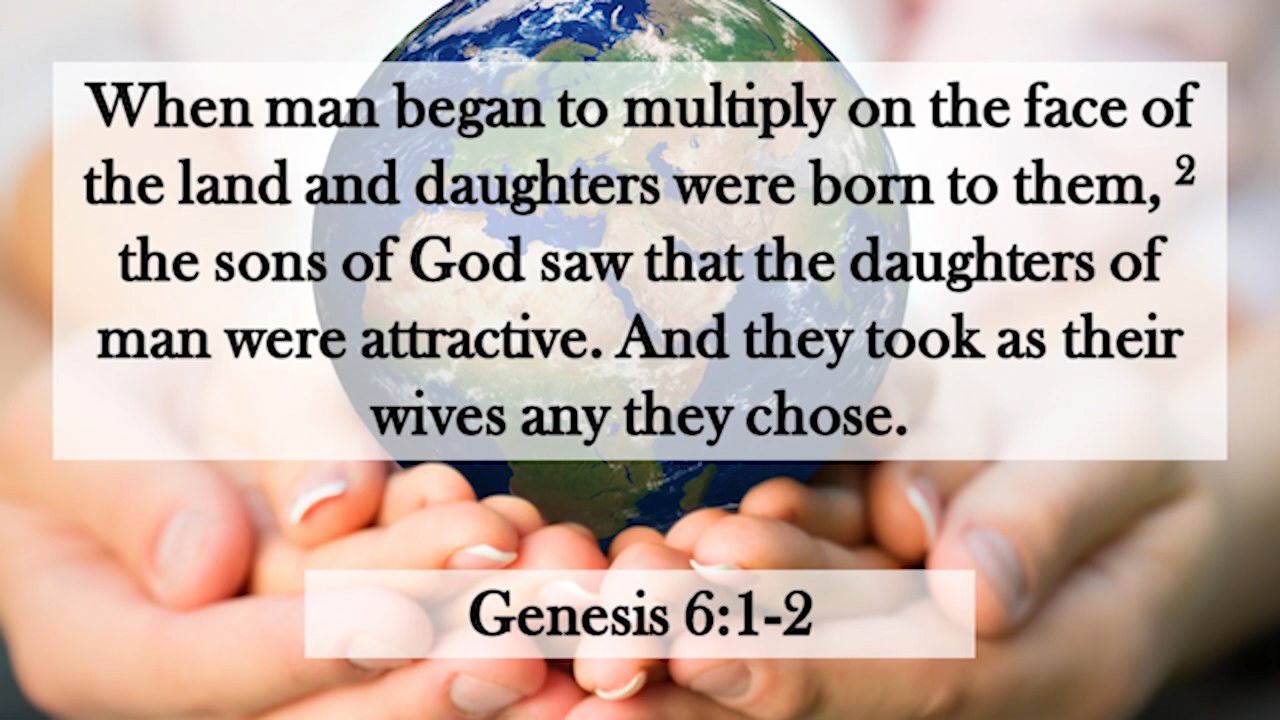 When man began to multiply on the face of
the land and daughters were born to them, 2
the sons of God saw that the daughters of
man were attractive. And they took as their
wives any they chose.
Genesis 6:1-2